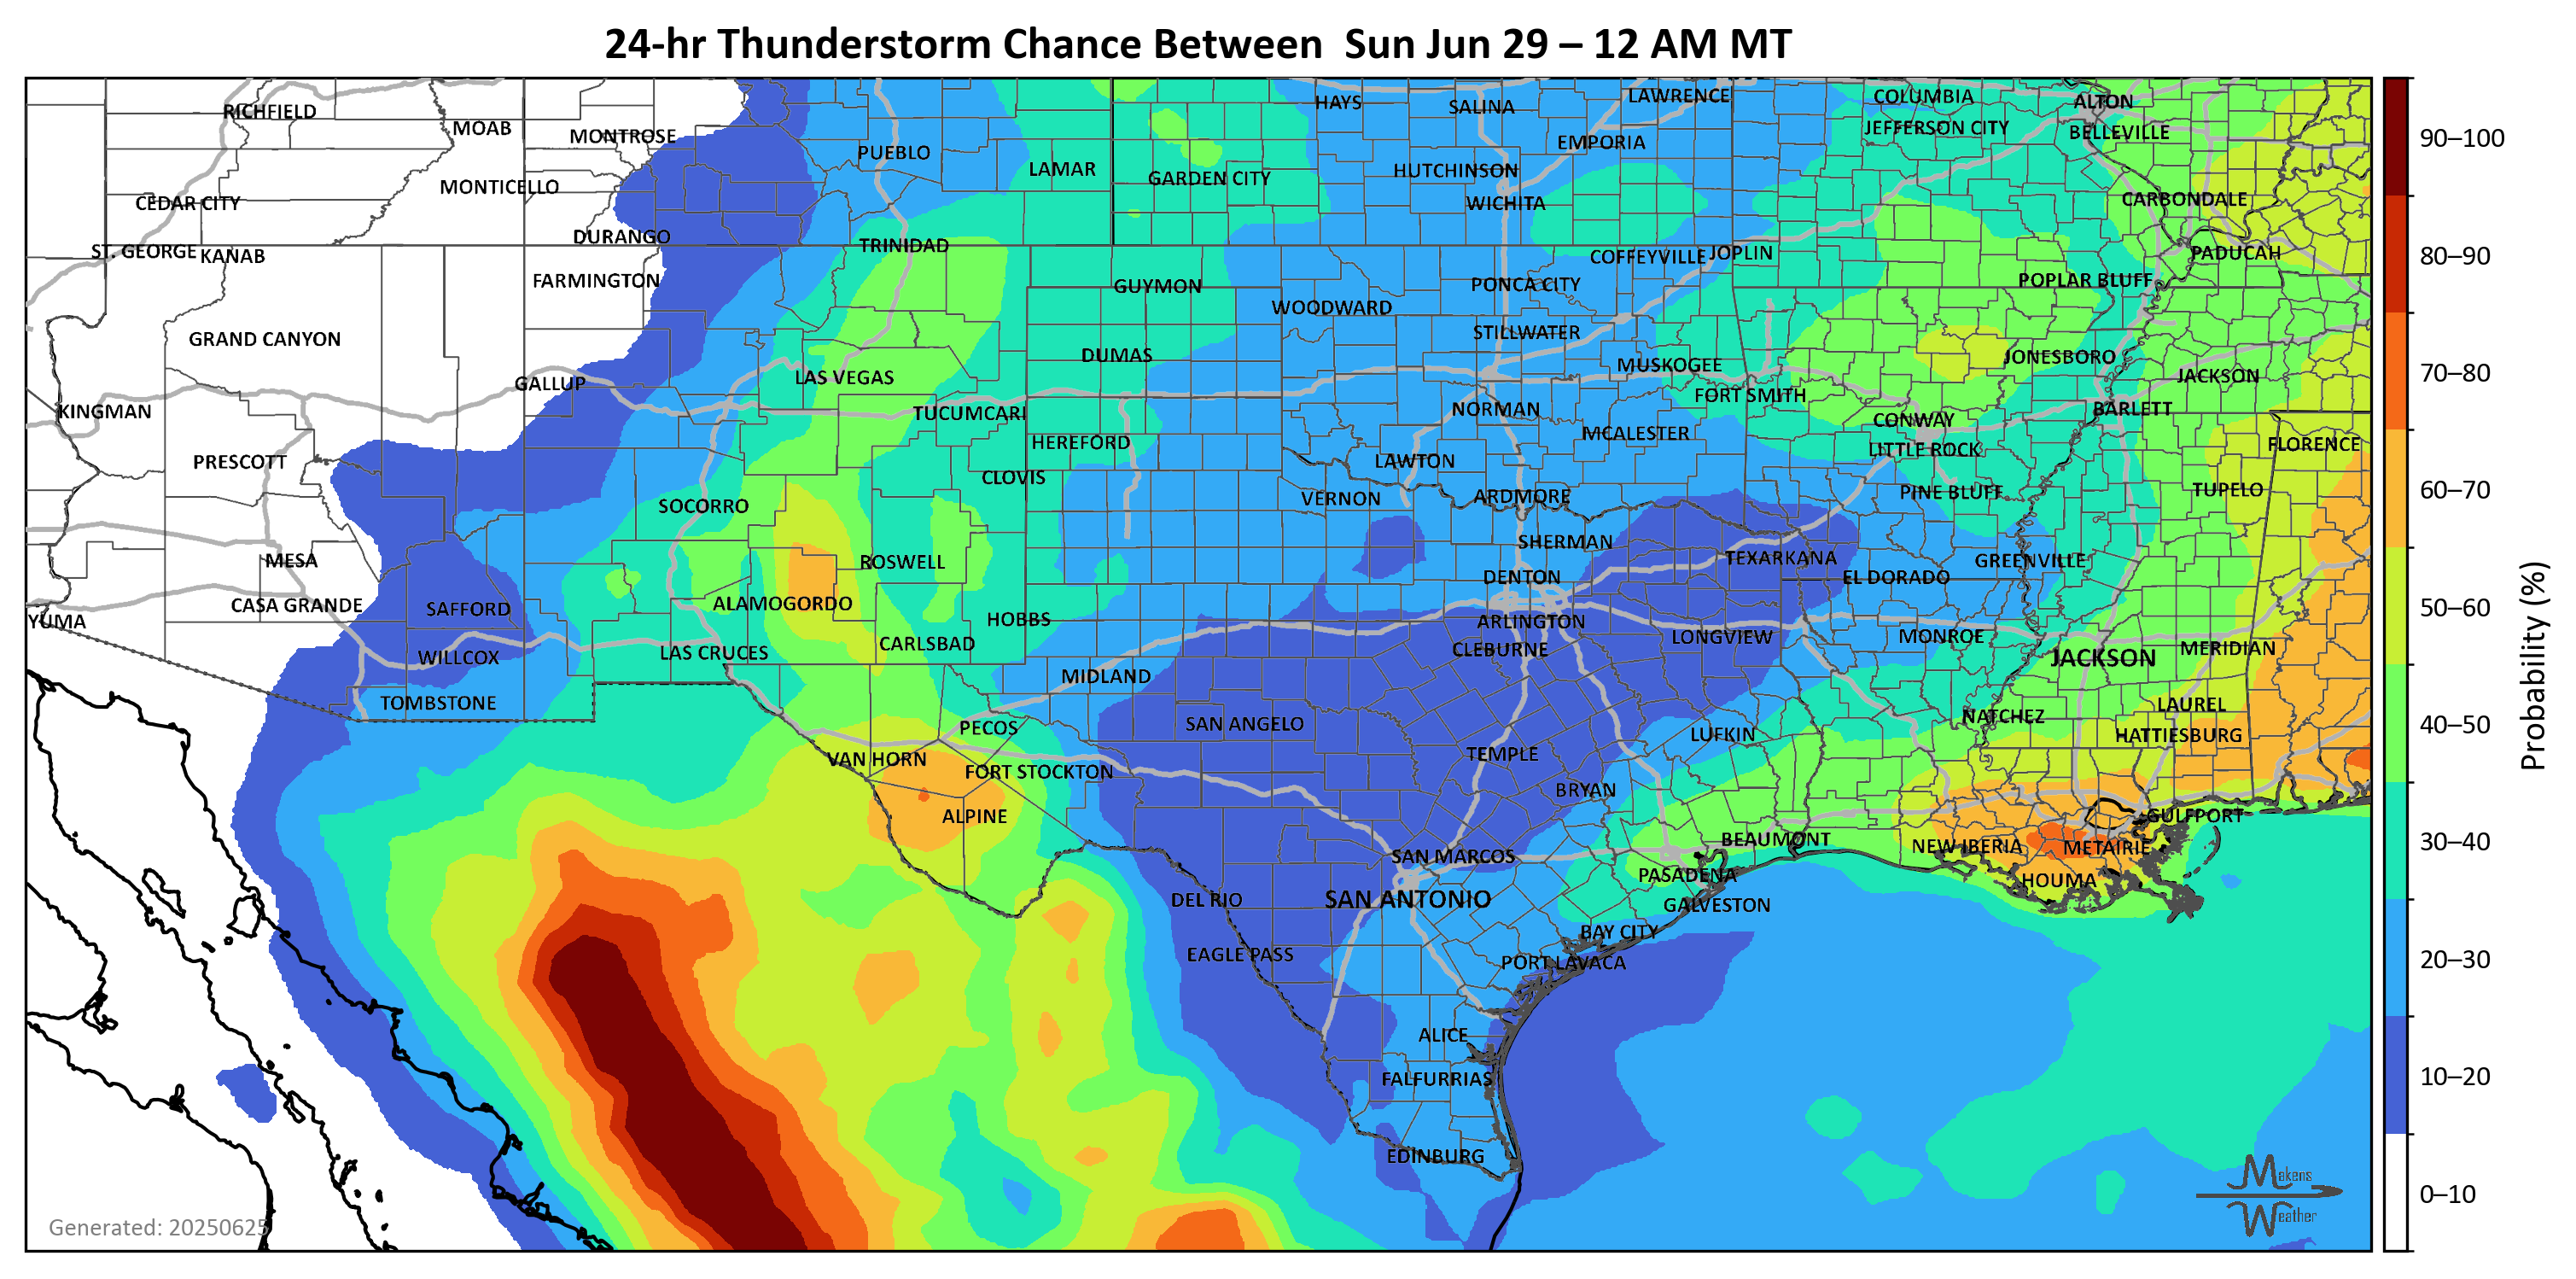 24-hr Thunderstorm Chance Between Sun Jun 29 – 12 AM MT
RICHFIELD
MOAB
MONTROSE
PUEBLO
LAMAR
GARDEN CITY
HAYS
SALINA
LAWRENCE
EMPORIA
HUTCHINSON
WICHITA
COLUMBIA
JEFFERSON CITY
ALTON
BELLEVILLE
CARBONDALE
CEDAR CITY
MONTICELLO
ST. GEORGE
KANAB
DURANGO
TRINIDAD
FARMINGTON
GUYMON
WOODWARD
PONCA CITY
COFFEYVILLE
JOPLIN
POPLAR BLUFF
PADUCAH
GRAND CANYON
DUMAS
STILLWATER
MUSKOGEE
JONESBORO
JACKSON
KINGMAN
GALLUP
LAS VEGAS
TUCUMCARI
HEREFORD
NORMAN
FORT SMITH
MCALESTER
CONWAY
BARLETT
LITTLE ROCK
FLORENCE
PRESCOTT
SOCORRO
CLOVIS
LAWTON
VERNON
ARDMORE
PINE BLUFF
TUPELO
MESA
ROSWELL
SHERMAN
TEXARKANA
GREENVILLE
DENTON
EL DORADO
YUMA
CASA GRANDE
SAFFORD
ALAMOGORDO
HOBBS
ARLINGTON
WILLCOX
LAS CRUCES
CARLSBAD
CLEBURNE
LONGVIEW
MONROE
JACKSON
MERIDIAN
TOMBSTONE
MIDLAND
PECOS
SAN ANGELO
LUFKIN
NATCHEZ
LAUREL
HATTIESBURG
VAN HORN
FORT STOCKTON
TEMPLE
BRYAN
ALPINE
GULFPORT
BEAUMONT
NEW IBERIA
METAIRIE
SAN MARCOS
PASADENA
HOUMA
DEL RIO
SAN ANTONIO
GALVESTON
EAGLE PASS
BAY CITY
PORT LAVACA
ALICE
FALFURRIAS
EDINBURG
Generated: 20250625
Makens
Weather
90–100
80–90
70–80
60–70
50–60
40–50
30–40
20–30
10–20
0–10
Probability (%)